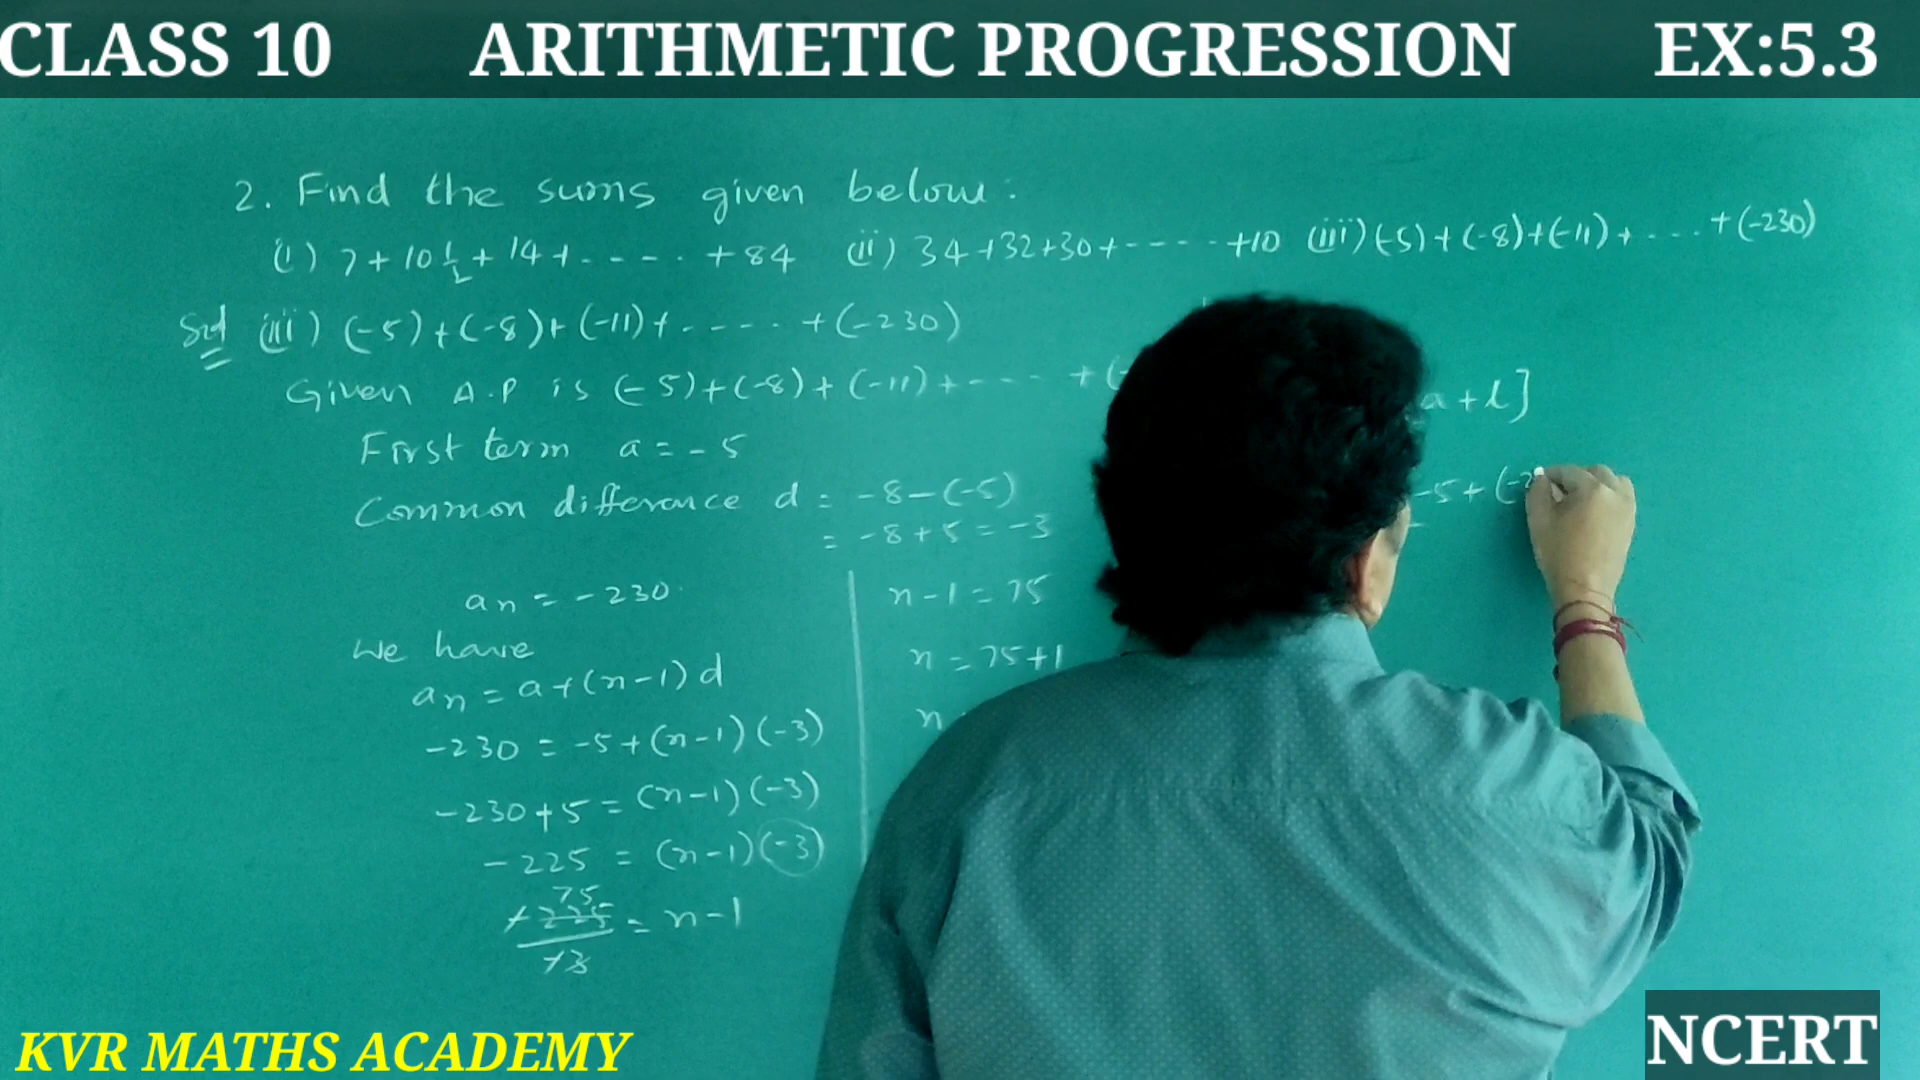 CLASS 10 ARITHMETIC PROGRESSION EX:5.3
2. Find the sums given below:
(i) 7+10 1/2 + 14+ - - - - . +84 (ii) 34+32+30+ - - - - - +10 (iii) (-5)+(-8)+(-11)+ . . . . +(-230)
Sol (iii) (-5)+(-8)+(-11)+ - - - - . +(-230)
Given A.P is (-5)+(-8)+(-11)+ - - - - +(-
First term a = -5
Common difference d = -8-(-5)
= -8+5 = -3
an = -230
We have
an = a+(n-1)d
-230 = -5+(n-1)(-3)
-230+5 = (n-1)(-3)
-225 = (n-1)(-3)
75
-225/-3 = n-1
n-1 = 75
n = 75+1
n
a+l]
-5+(-2
KVR MATHS ACADEMY
NCERT